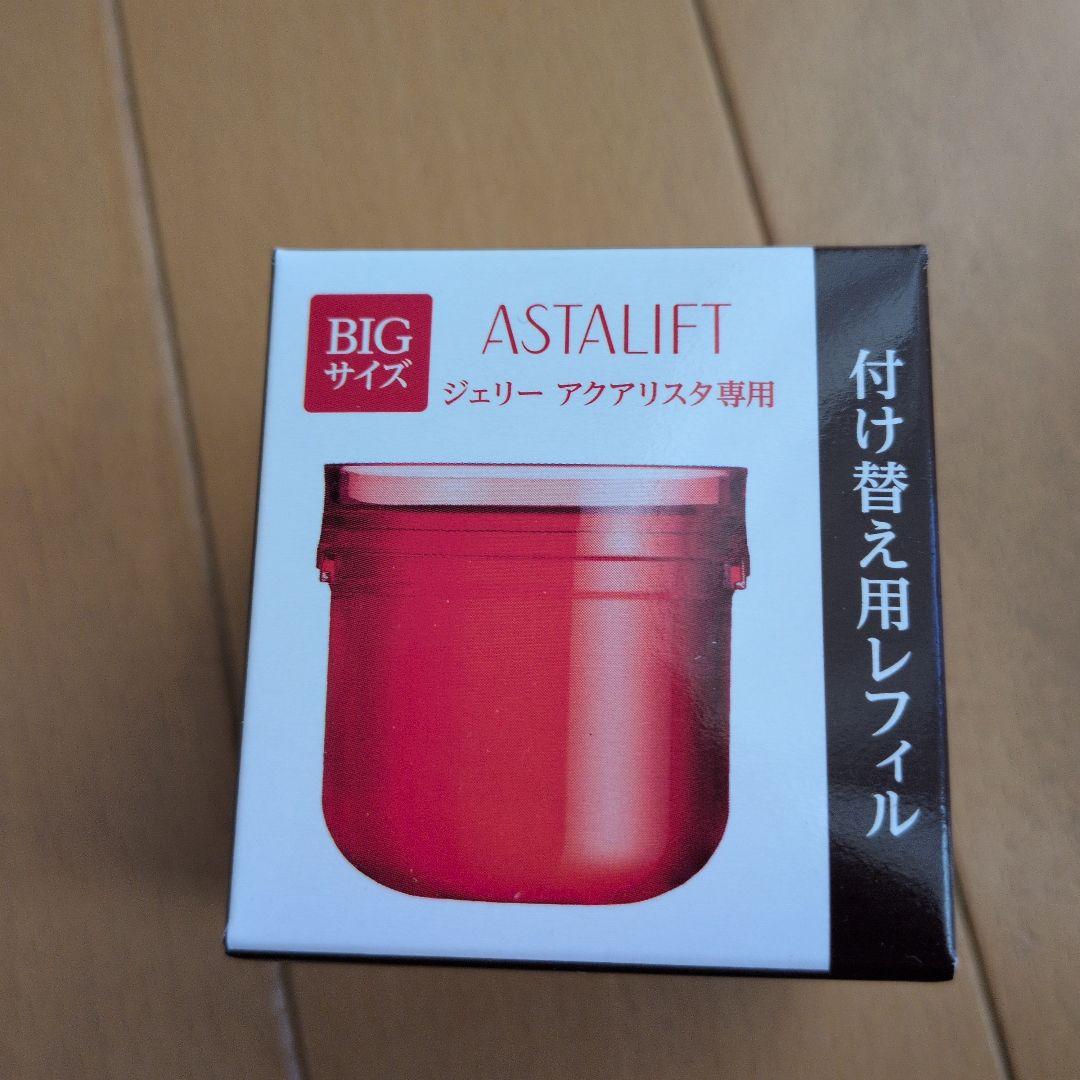 BIG
サイズ
ASTALIFT
ジェリー アクアリスタ専用
付け替え用レフィル